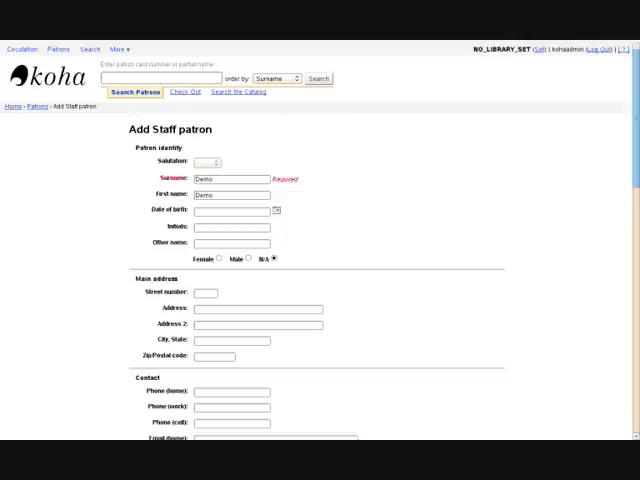 Circulation Patrons Search More ▾ NO_LIBRARY_SET (Set) | kohaadmin (Log Out) | [ ? ]
Enter patron card number or partial name:
koha order by: Surname Search
Search Patrons Check Out Search the Catalog
Home › Patrons › Add Staff patron
Add Staff patron
Patron identity
Salutation:
Surname: Demo Required
First name: Demo
Date of birth:
Initials:
Other name:
Female Male N/A
Main address
Street number:
Address:
Address 2:
City, State:
Zip/Postal code:
Contact
Phone (home):
Phone (work):
Phone (cell):
Email (home):